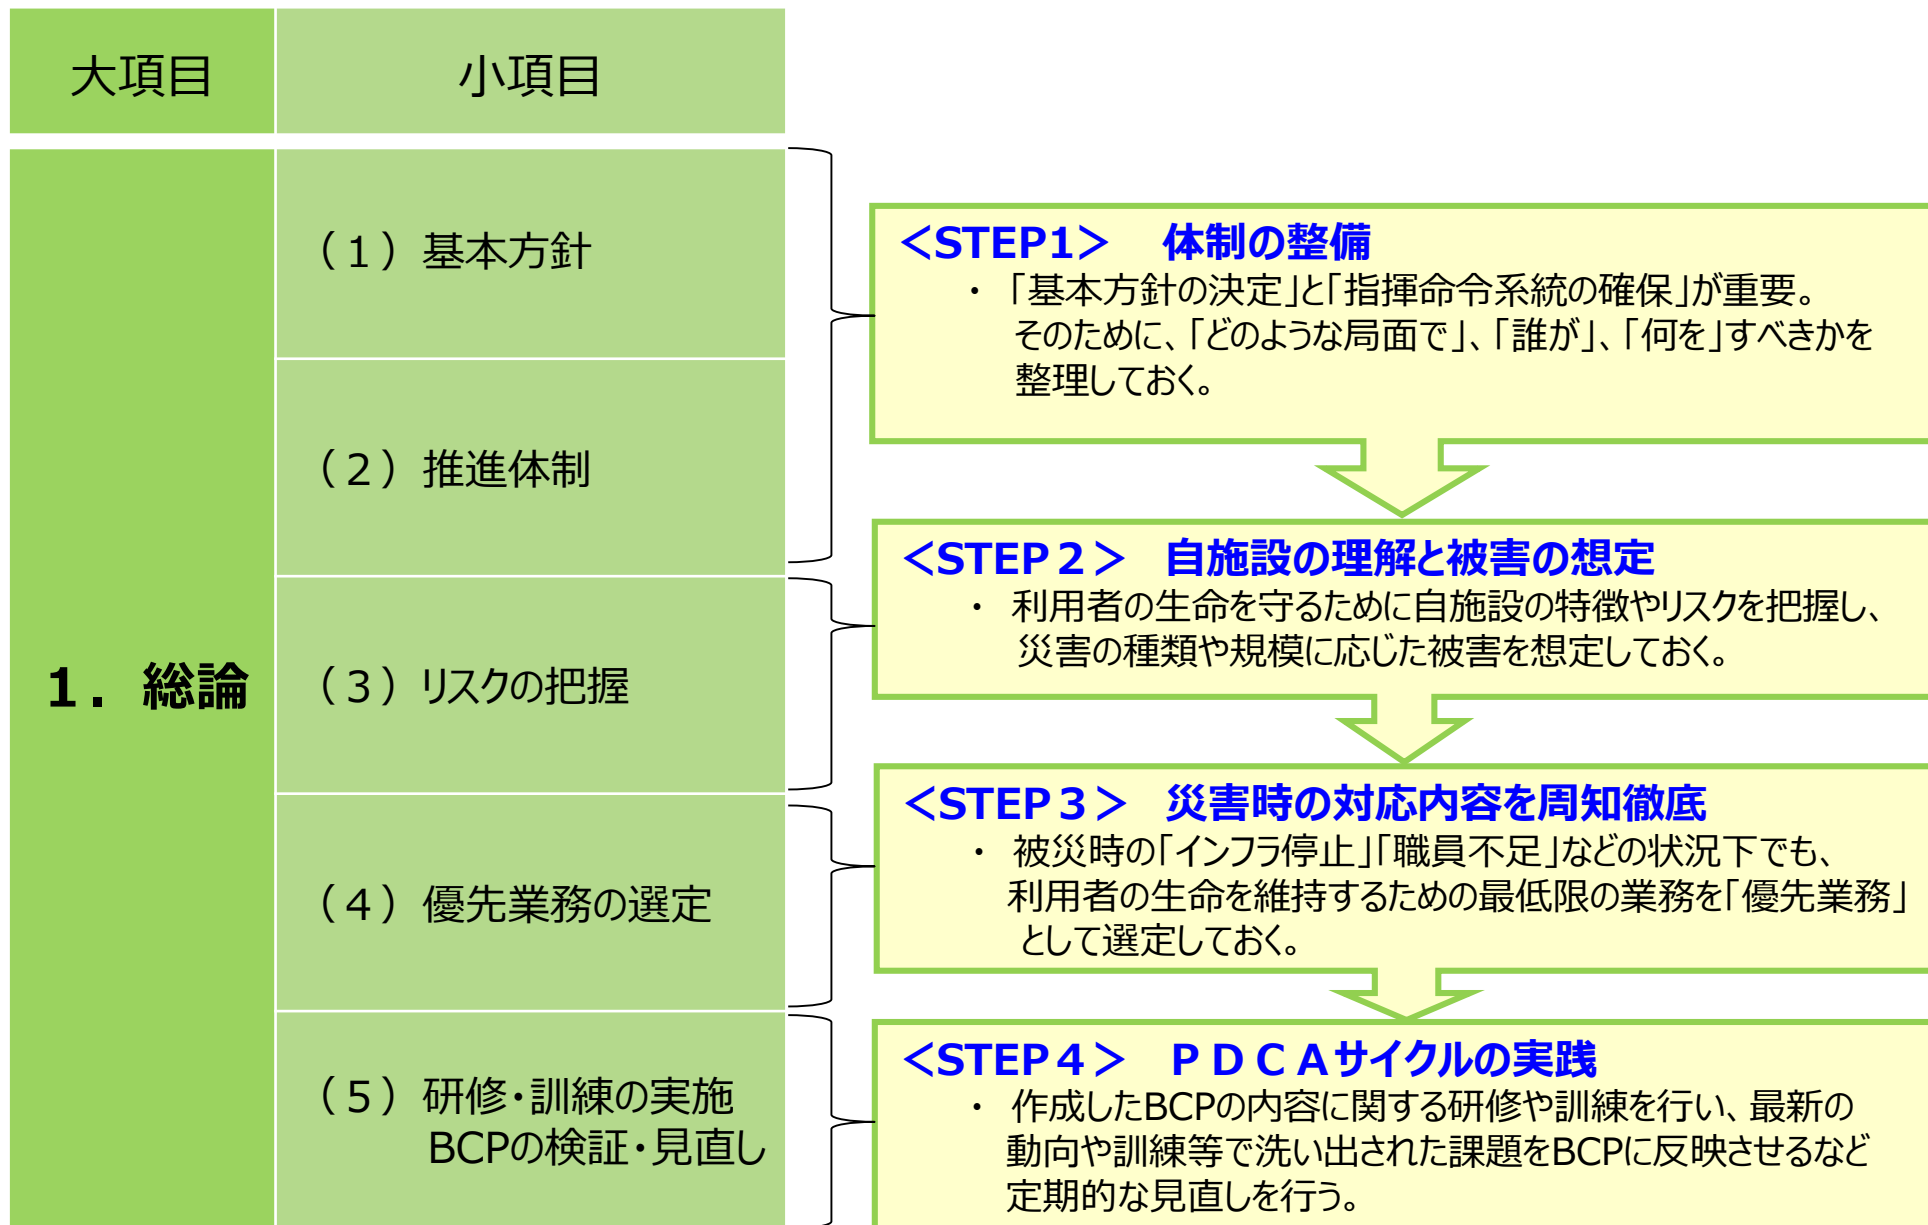 大項目
小項目
1．総論
（1）基本方針
（2）推進体制
（3）リスクの把握
（4）優先業務の選定
（5）研修・訓練の実施
BCPの検証・見直し
＜STEP1＞　体制の整備
・「基本方針の決定」と「指揮命令系統の確保」が重要。
そのために、「どのような局面で」、「誰が」、「何を」すべきかを
整理しておく。
＜STEP２＞　自施設の理解と被害の想定
・ 利用者の生命を守るために自施設の特徴やリスクを把握し、
災害の種類や規模に応じた被害を想定しておく。
＜STEP３＞　災害時の対応内容を周知徹底
・ 被災時の「インフラ停止」「職員不足」などの状況下でも、
利用者の生命を維持するための最低限の業務を「優先業務」
として選定しておく。
＜STEP４＞　ＰＤＣＡサイクルの実践
・ 作成したBCPの内容に関する研修や訓練を行い、最新の
動向や訓練等で洗い出された課題をBCPに反映させるなど
定期的な見直しを行う。